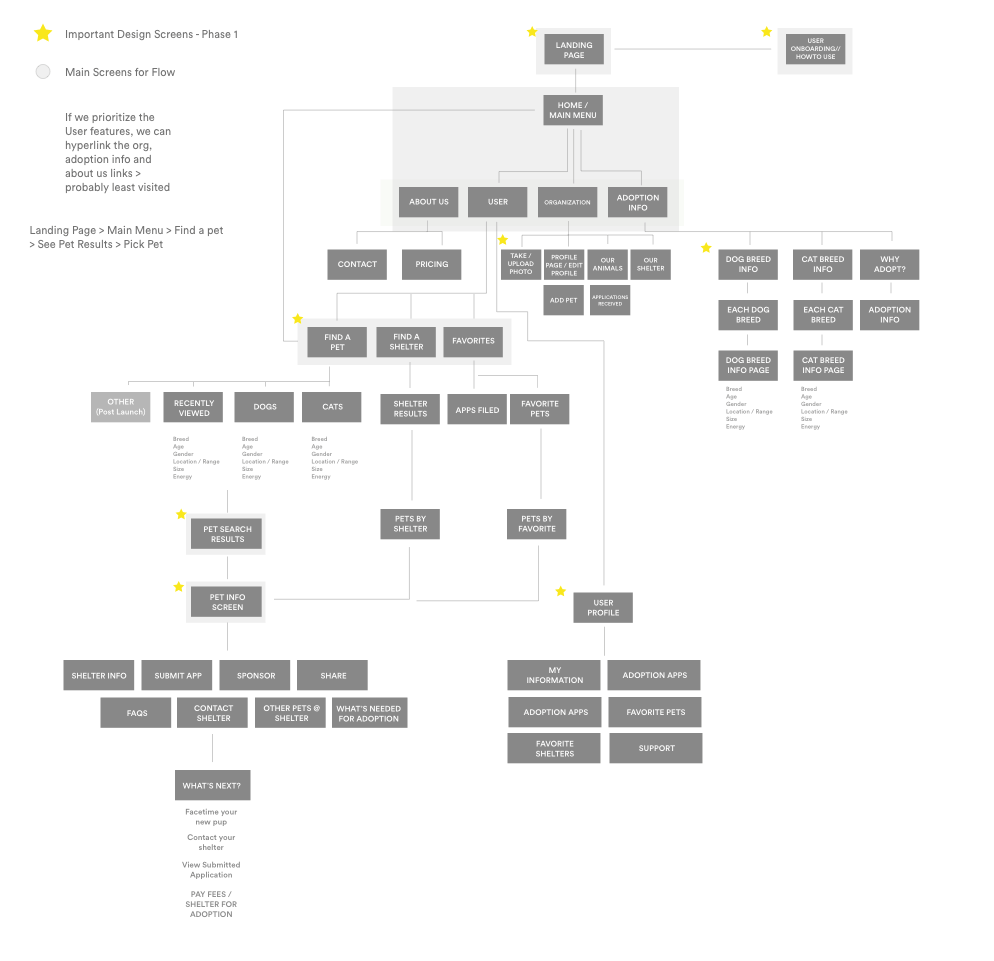 Important Design Screens - Phase 1
Main Screens for Flow
If we prioritize the
User features, we can
hyperlink the org,
adoption info and
about us links >
probably least visited
Landing Page > Main Menu > Find a pet
> See Pet Results > Pick Pet
LANDING
PAGE
USER
ONBOARDING//
HOWTO USE
HOME /
MAIN MENU
ABOUT US
USER
ORGANIZATION
ADOPTION
INFO
CONTACT
PRICING
TAKE /
UPLOAD
PHOTO
PROFILE
PAGE / EDIT
PROFILE
OUR
ANIMALS
OUR
SHELTER
ADD PET
APPLICATIONS
RECEIVED
DOG BREED
INFO
CAT BREED
INFO
WHY
ADOPT?
EACH DOG
BREED
EACH CAT
BREED
ADOPTION
INFO
DOG BREED
INFO PAGE
CAT BREED
INFO PAGE
Breed
Age
Gender
Location / Range
Size
Energy
Breed
Age
Gender
Location / Range
Size
Energy
FIND A
PET
FIND A
SHELTER
FAVORITES
OTHER
(Post Launch)
RECENTLY
VIEWED
DOGS
CATS
SHELTER
RESULTS
APPS FILED
FAVORITE
PETS
Breed
Age
Gender
Location / Range
Size
Energy
Breed
Age
Gender
Location / Range
Size
Energy
Breed
Age
Gender
Location / Range
Size
Energy
PET SEARCH
RESULTS
PETS BY
SHELTER
PETS BY
FAVORITE
PET INFO
SCREEN
USER
PROFILE
SHELTER INFO
SUBMIT APP
SPONSOR
SHARE
FAQS
CONTACT
SHELTER
OTHER PETS @
SHELTER
WHAT'S NEEDED
FOR ADOPTION
MY
INFORMATION
ADOPTION APPS
ADOPTION APPS
FAVORITE PETS
FAVORITE
SHELTERS
SUPPORT
WHAT'S NEXT?
Facetime your
new pup
Contact your
shelter
View Submitted
Application
PAY FEES /
SHELTER FOR
ADOPTION